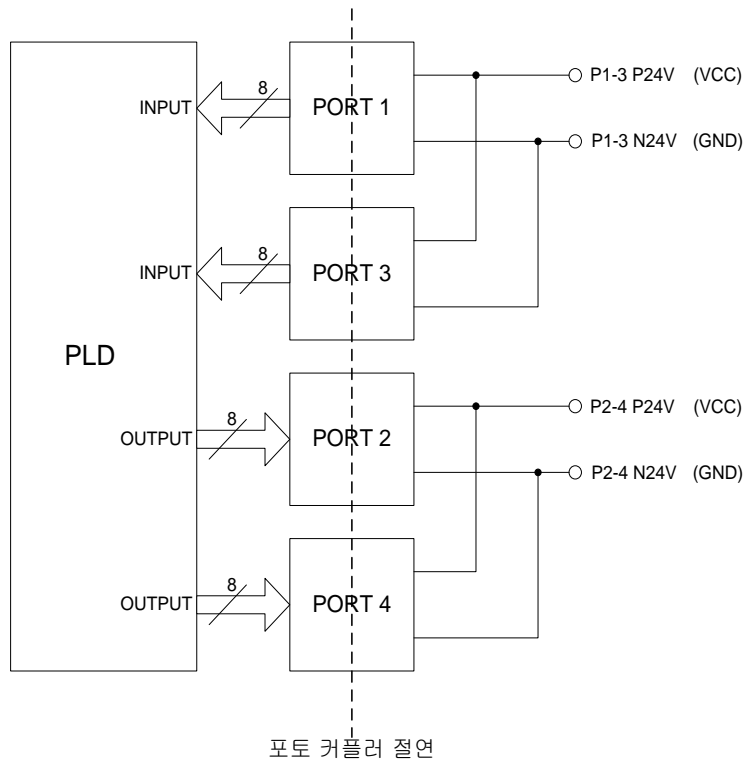 8
INPUT
PORT 1
P1-3 P24V (VCC)
P1-3 N24V (GND)
8
INPUT
PORT 3
PLD
P2-4 P24V (VCC)
8
OUTPUT
PORT 2
P2-4 N24V (GND)
8
OUTPUT
PORT 4
포토 커플러 절연